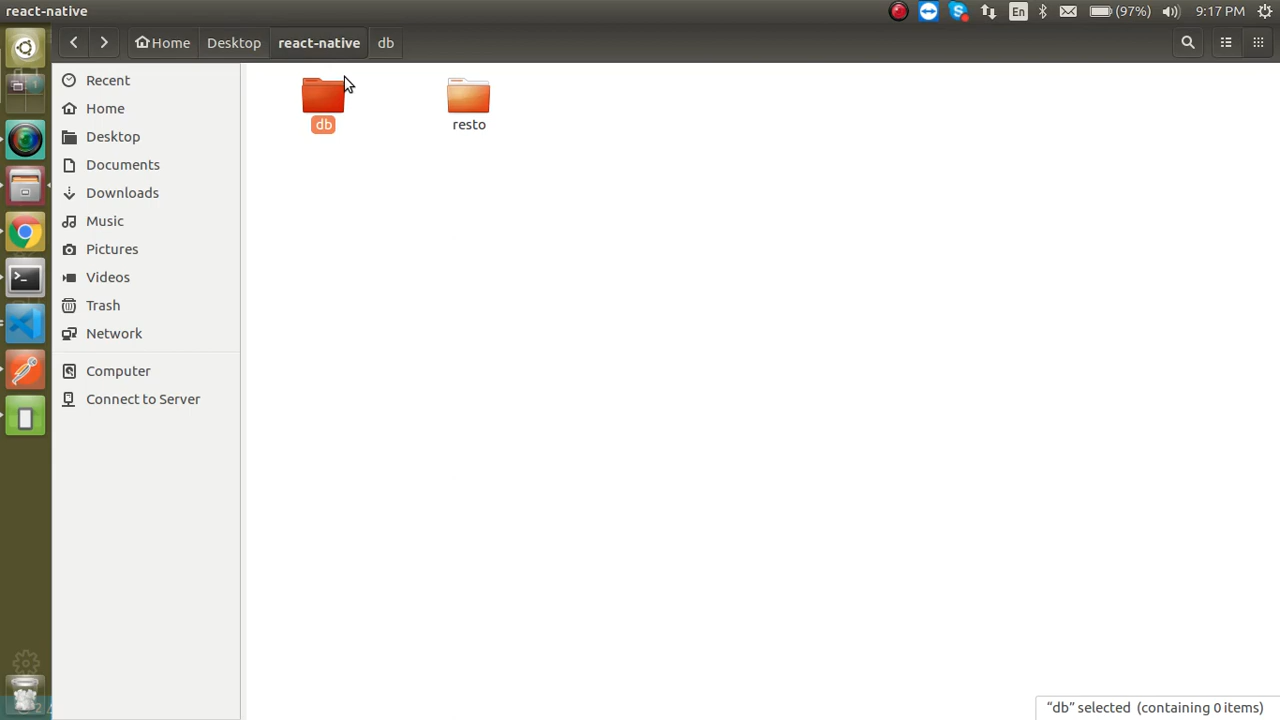 react-native
En
(97%)
9:17 PM
Home
Desktop
react-native
db
Recent
Home
Desktop
Documents
Downloads
Music
Pictures
Videos
Trash
Network
Computer
Connect to Server
db
resto
“db” selected (containing 0 items)